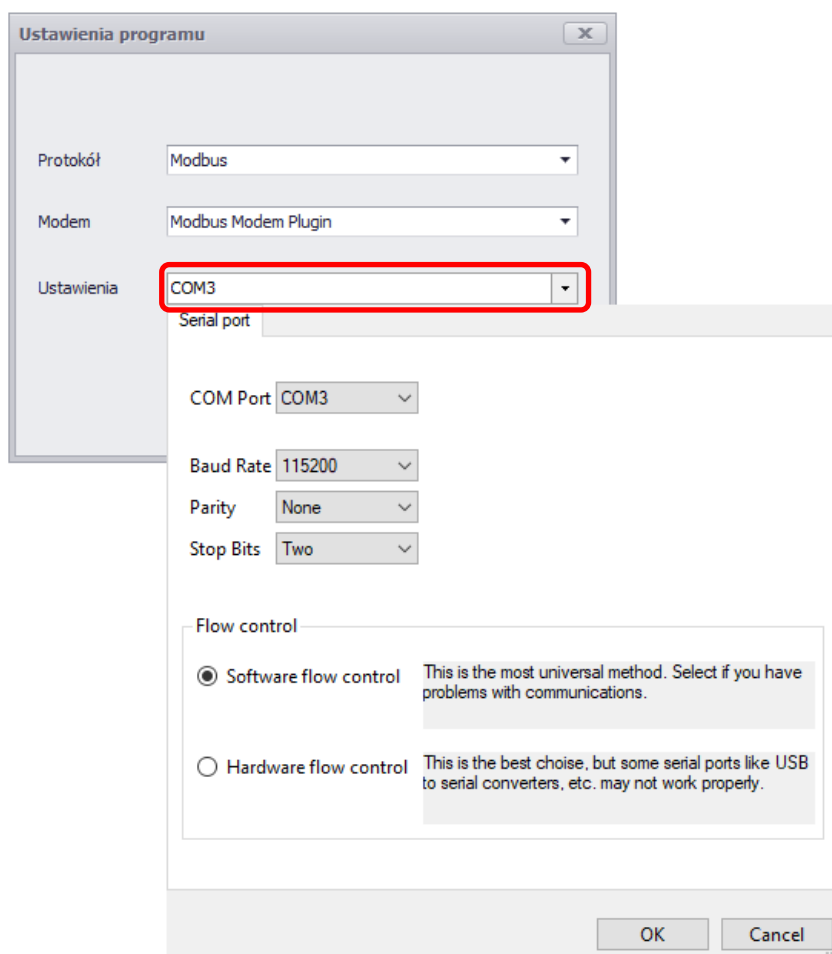 Ustawienia programu
Protokół Modbus
Modem Modbus Modem Plugin
Ustawienia COM3
Serial port
COM Port COM3
Baud Rate 115200
Parity None
Stop Bits Two
Flow control
Software flow control
This is the most universal method. Select if you have
problems with communications.
Hardware flow control
This is the best choise, but some serial ports like USB
to serial converters, etc. may not work properly.
OK Cancel